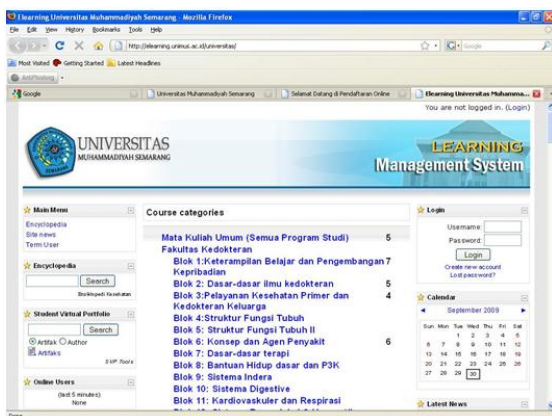 Elearning Universitas Muhammadiyah Semarang - Mozilla Firefox
File Edit View History Bookmarks Tools Help
http://elearning.unimus.ac.id/universitas/
Google
Most Visited Getting Started Latest Headlines
AntiPhishing
Google
Universitas Muhammadiyah Semarang
Selamat Datang di Pendaftaran Online
Elearning Universitas Muhamma...
You are not logged in. (Login)
UNIVERSITAS
MUHAMMADIYAH SEMARANG
LEARNING
Management System
Main Menu
Encyclopedia
Site news
Term User
Encyclopedia
Search
Ensiklopedi Kesehatan
Student Virtual Portfolio
Search
Artifak Author
Artifaks
SVP Tools
Online Users
(last 5 minutes)
None
Course categories
Mata Kuliah Umum (Semua Program Studi) 5
Fakultas Kedokteran
Blok 1:Keterampilan Belajar dan Pengembangan 7
Kepribadian
Blok 2: Dasar-dasar ilmu kedokteran 5
Blok 3:Pelayanan Kesehatan Primer dan 4
Kedokteran Keluarga
Blok 4:Struktur Fungsi Tubuh
Blok 5: Struktur Fungsi Tubuh II
Blok 6: Konsep dan Agen Penyakit 6
Blok 7: Dasar-dasar terapi
Blok 8: Bantuan Hidup dasar dan P3K
Blok 9: Sistem Indera
Blok 10: Sistem Digestive
Blok 11: Kardiovaskuler dan Respirasi
Login
Username:
Password:
Login
Create new account
Lost password?
Calendar
September 2009
Sun Mon Tue Wed Thu Fri Sat
1 2 3 4 5
6 7 8 9 10 11 12
13 14 15 16 17 18 19
20 21 22 23 24 25 26
27 28 29 30
Latest News
Done